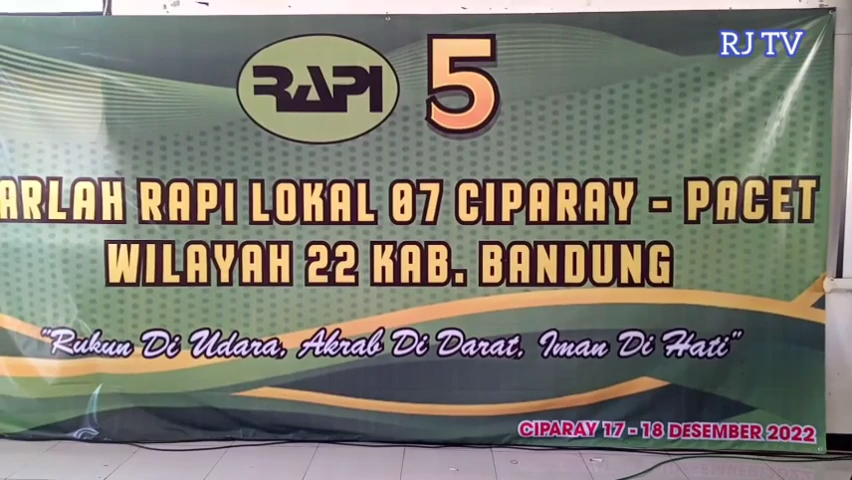 RJ TV
RAPI 5
ARLAH RAPI LOKAL 07 CIPARAY - PACET
WILAYAH 22 KAB. BANDUNG
"Rukun Di Udara, Akrab Di Darat, Iman Di Hati"
CIPARAY 17 - 18 DESEMBER 2022